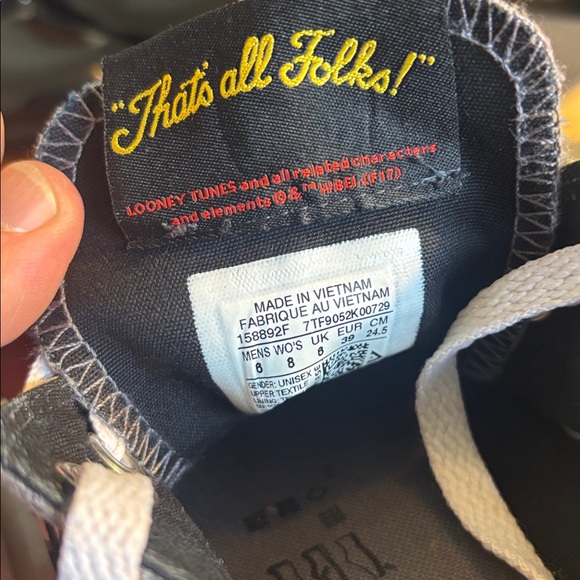 "That's all Folks!"
LOONEY TUNES and all related characters
and elements © & ™ WBEI. (F17)
MADE IN VIETNAM
FABRIQUE AU VIETNAM
158892F 7TF9052K00729
MENS WO'S UK EUR CM
6 8 6 39 24.5
GENDER: UNISEX
UPPER: TEXTILE
LINING: